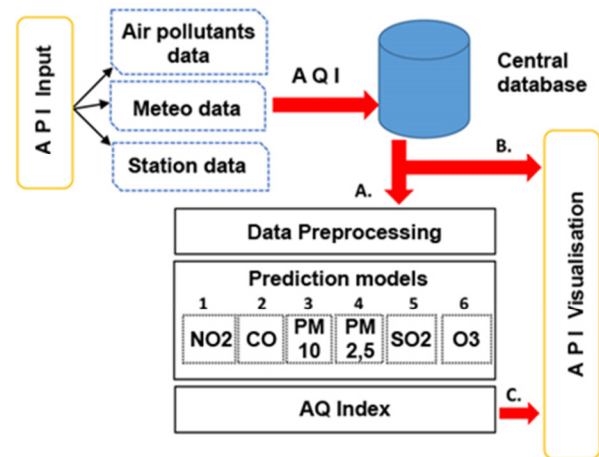 A P I Input
Air pollutants
data
Meteo data
Station data
A Q I
Central
database
A.
B.
Data Preprocessing
Prediction models
1 2 3 4 5 6
NO2 CO PM
10 PM
2,5 SO2 O3
AQ Index
C.
A P I Visualisation